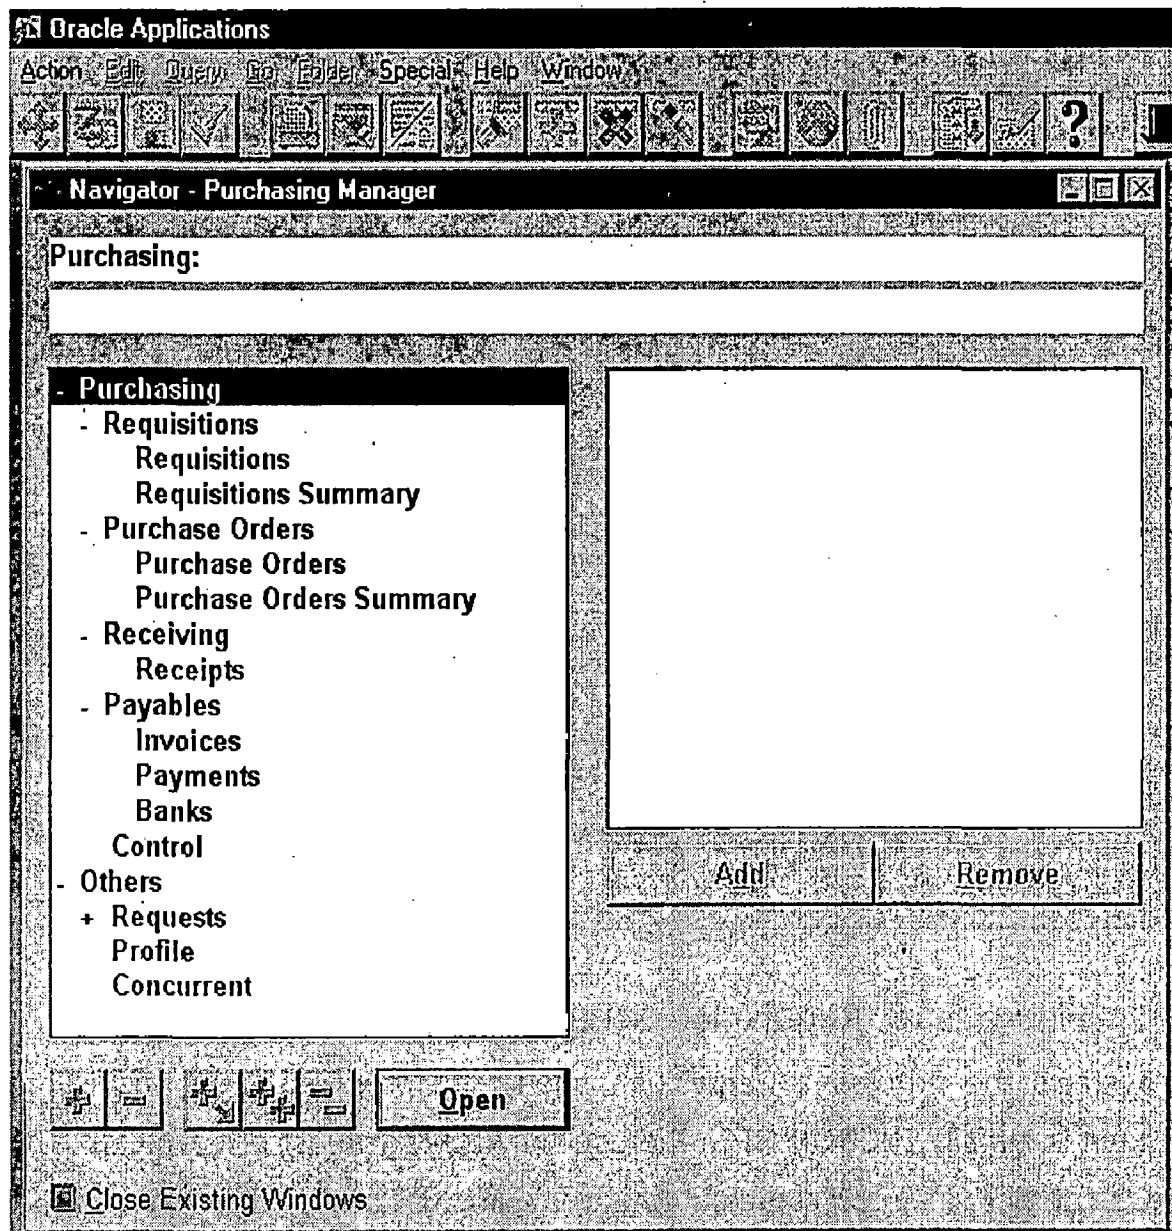 Oracle Applications
Action Edit Query Go Folder Special Help Window
?
- Navigator - Purchasing Manager
Purchasing:
- Purchasing
- Requisitions
Requisitions
Requisitions Summary
- Purchase Orders
Purchase Orders
Purchase Orders Summary
- Receiving
Receipts
- Payables
Invoices
Payments
Banks
Control
- Others
+ Requests
Profile
Concurrent
Add Remove
Open
Close Existing Windows